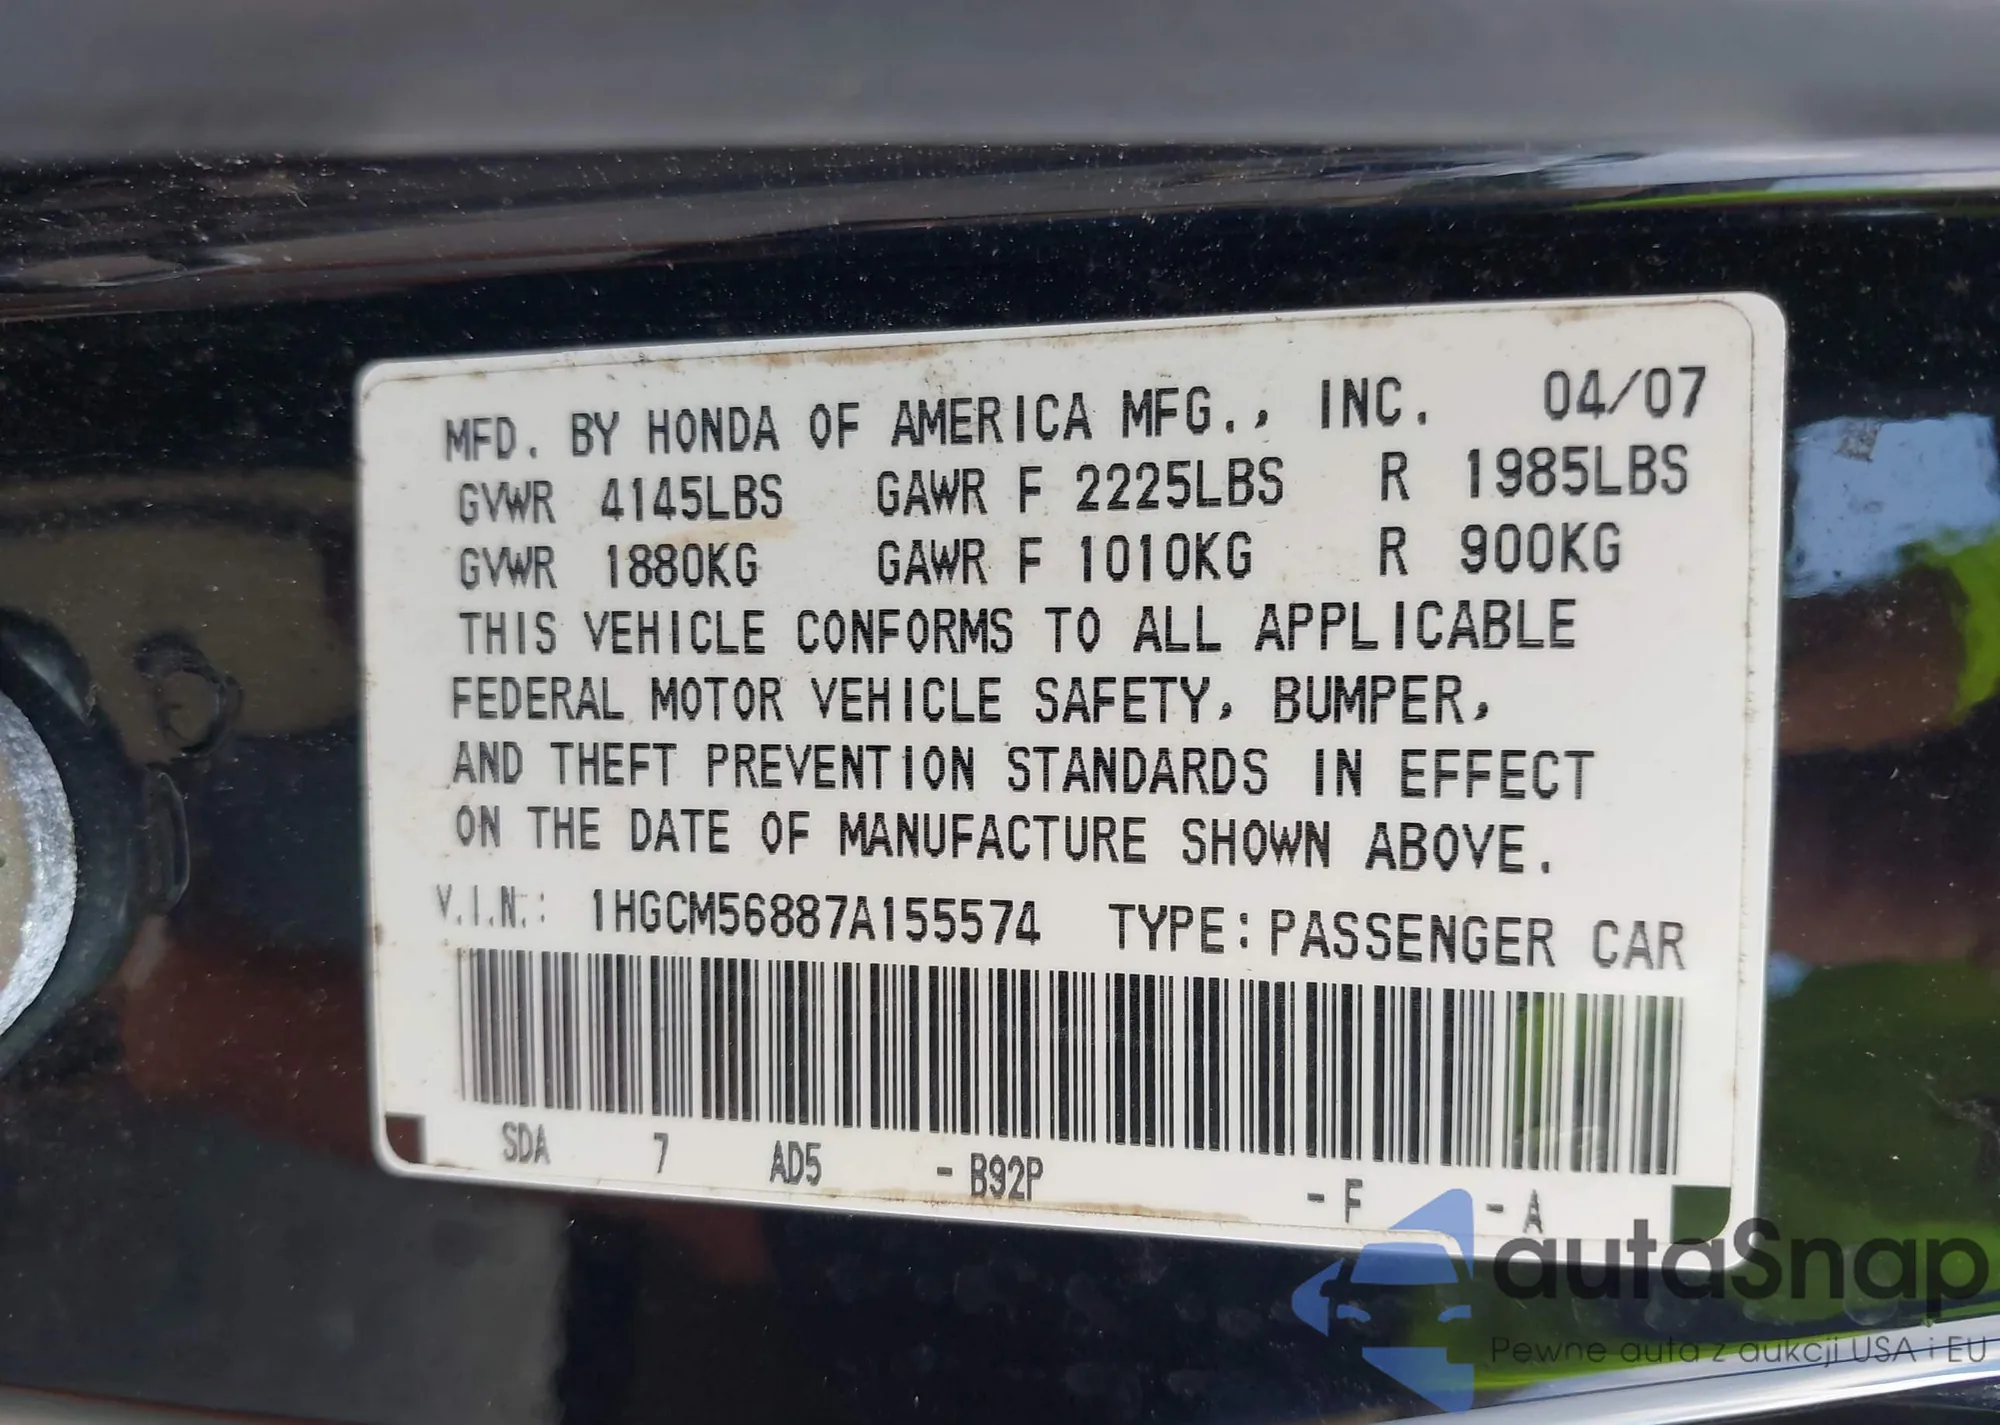 MFD. BY HONDA OF AMERICA MFG., INC. 04/07
GVWR 4145LBS GAWR F 2225LBS R 1985LBS
GVWR 1880KG GAWR F 1010KG R 900KG
THIS VEHICLE CONFORMS TO ALL APPLICABLE
FEDERAL MOTOR VEHICLE SAFETY, BUMPER,
AND THEFT PREVENTION STANDARDS IN EFFECT
ON THE DATE OF MANUFACTURE SHOWN ABOVE.
V.I.N.: 1HGCM56887A155574 TYPE: PASSENGER CAR
SDA 7 AD5 - B92P - F - A
autaSnap
Pewne auta z aukcji USA i EU